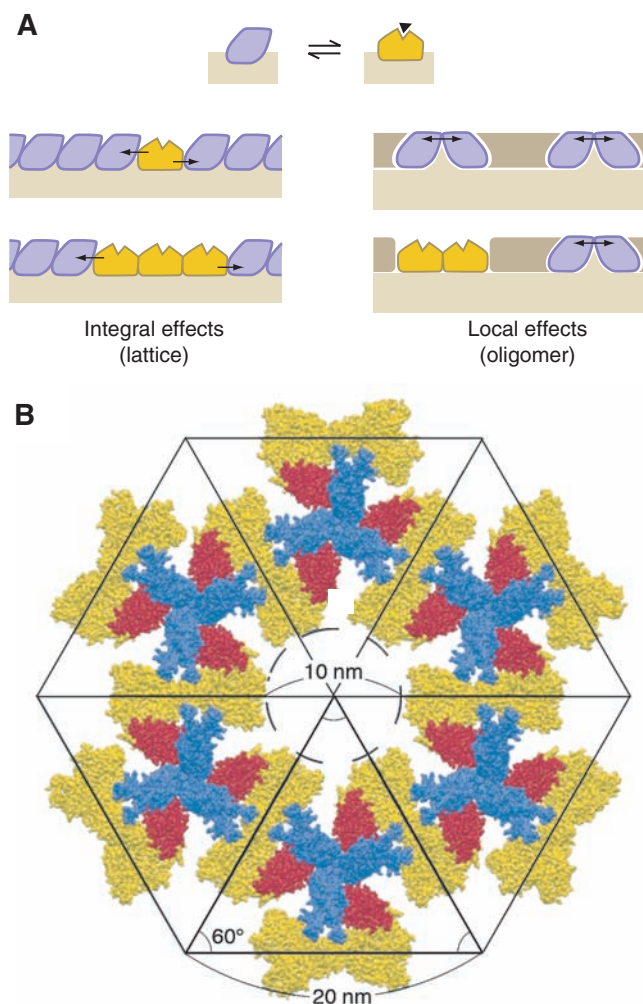 A
Integral effects
(lattice)
Local effects
(oligomer)
B
10 nm
60°
20 nm